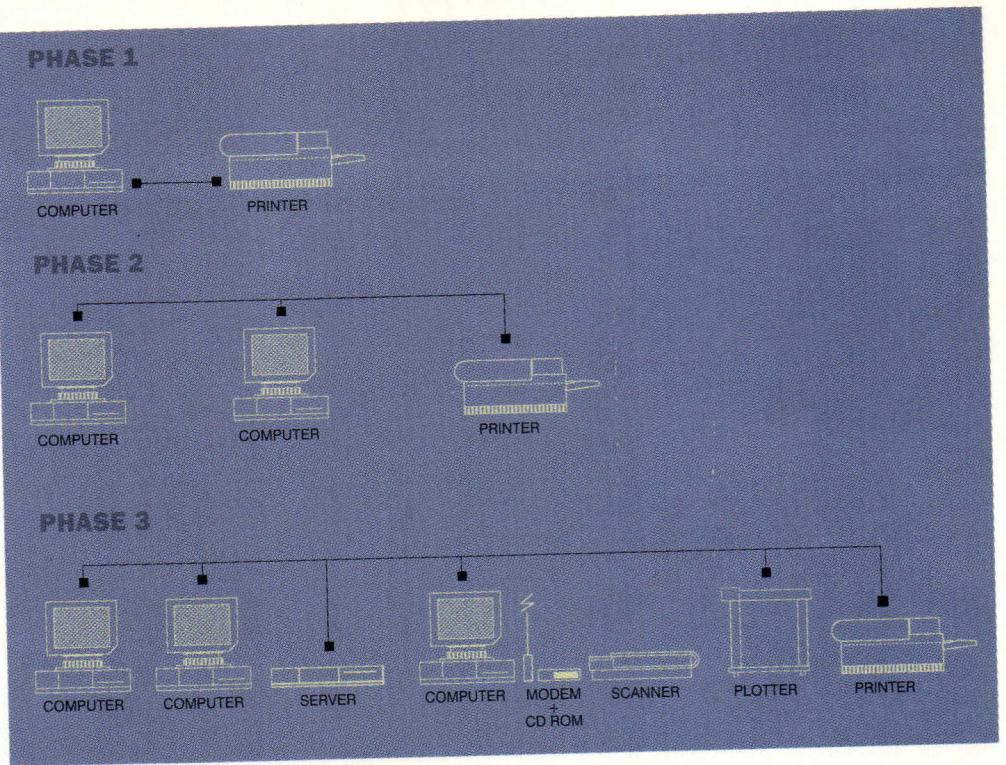 PHASE 1
COMPUTER PRINTER
PHASE 2
COMPUTER COMPUTER PRINTER
PHASE 3
COMPUTER COMPUTER SERVER COMPUTER MODEM SCANNER PLOTTER PRINTER
+
CD ROM